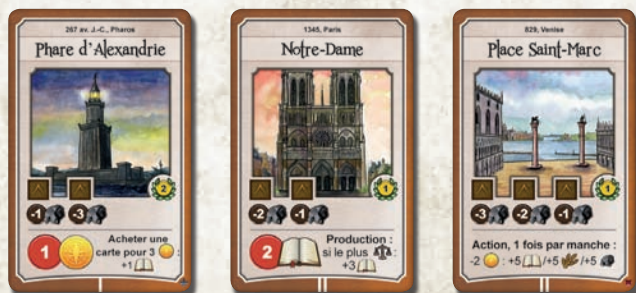 267 av. J.-C., Pharos
Phare d'Alexandrie
2
-1 -3
1
Acheter une
carte pour 3 :
+1
1345, Paris
Notre-Dame
1
-2 -1
2
Production :
si le plus :
+3
829, Venise
Place Saint-Marc
1
-3 -2 -1
Action, 1 fois par manche :
-2 : +5 /+5 /+5